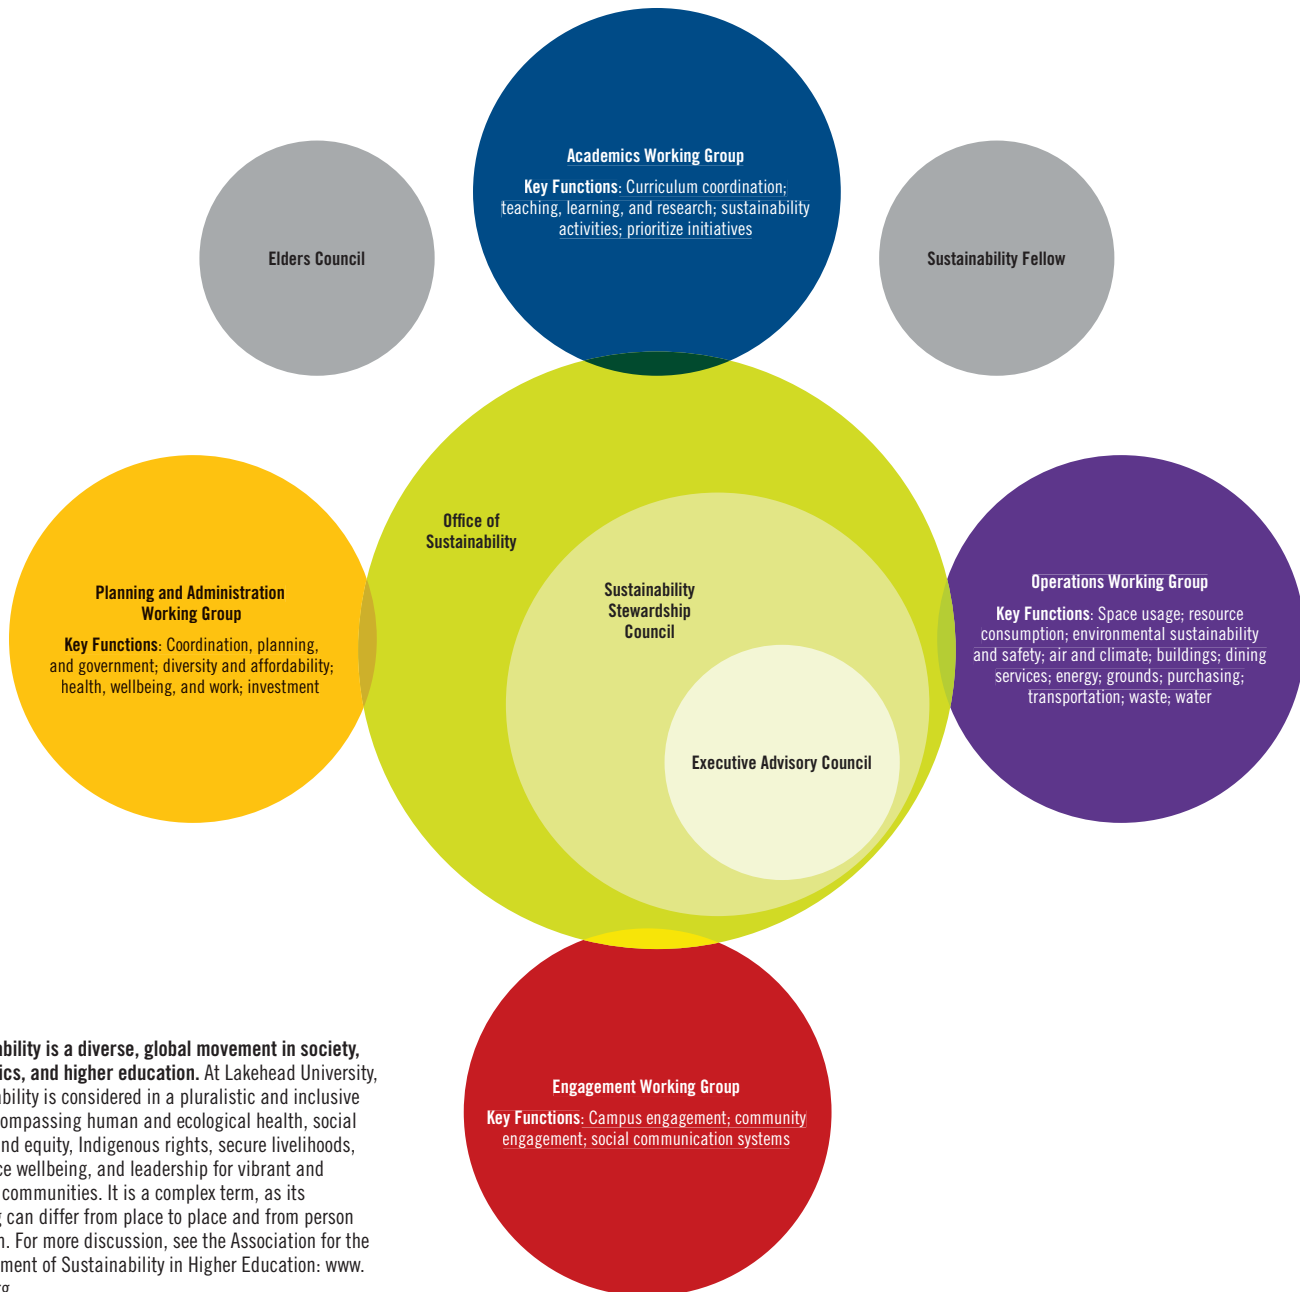 Academics Working Group
Key Functions: Curriculum coordination;
teaching, learning, and research; sustainability
activities; prioritize initiatives
Elders Council
Sustainability Fellow
Office of
Sustainability
Sustainability
Stewardship
Council
Executive Advisory Council
Planning and Administration
Working Group
Key Functions: Coordination, planning,
and government; diversity and affordability;
health, wellbeing, and work; investment
Operations Working Group
Key Functions: Space usage; resource
consumption; environmental sustainability
and safety; air and climate; buildings; dining
services; energy; grounds; purchasing;
transportation; waste; water
Engagement Working Group
Key Functions: Campus engagement; community
engagement; social communication systems
ability is a diverse, global movement in society,
ics, and higher education. At Lakehead University,
ability is considered in a pluralistic and inclusive
ompassing human and ecological health, social
nd equity, Indigenous rights, secure livelihoods,
ce wellbeing, and leadership for vibrant and
communities. It is a complex term, as its
g can differ from place to place and from person
n. For more discussion, see the Association for the
ment of Sustainability in Higher Education: www.
rg